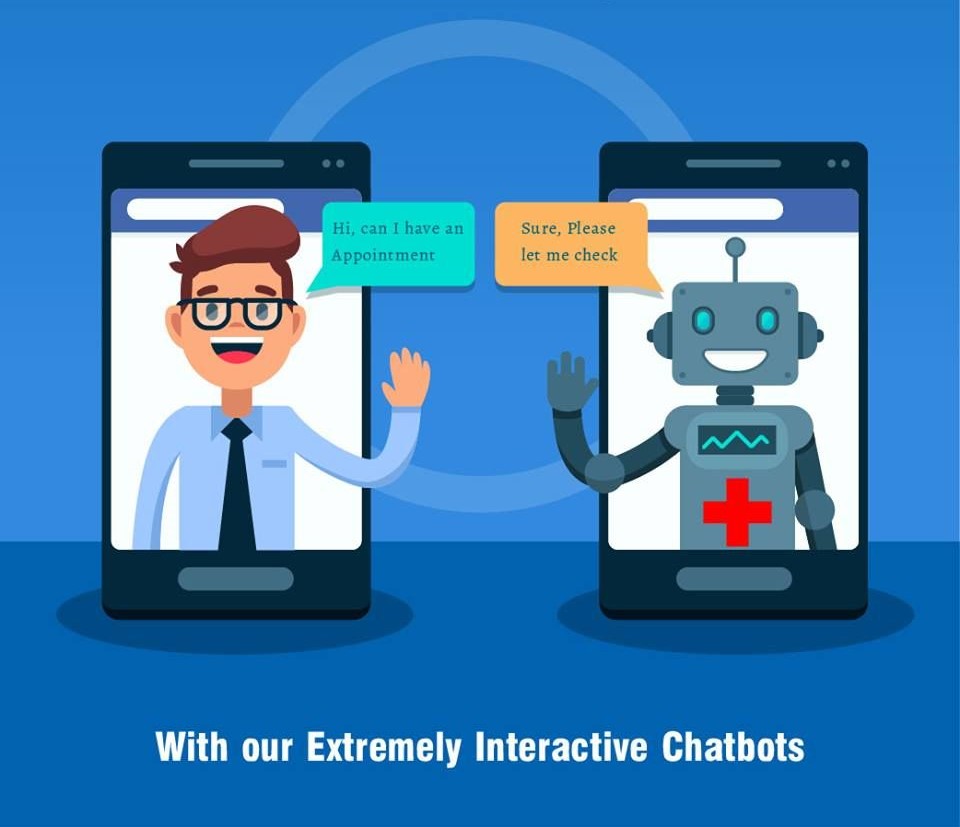 Hi, can I have an
Appointment
Sure, Please
let me check
With our Extremely Interactive Chatbots